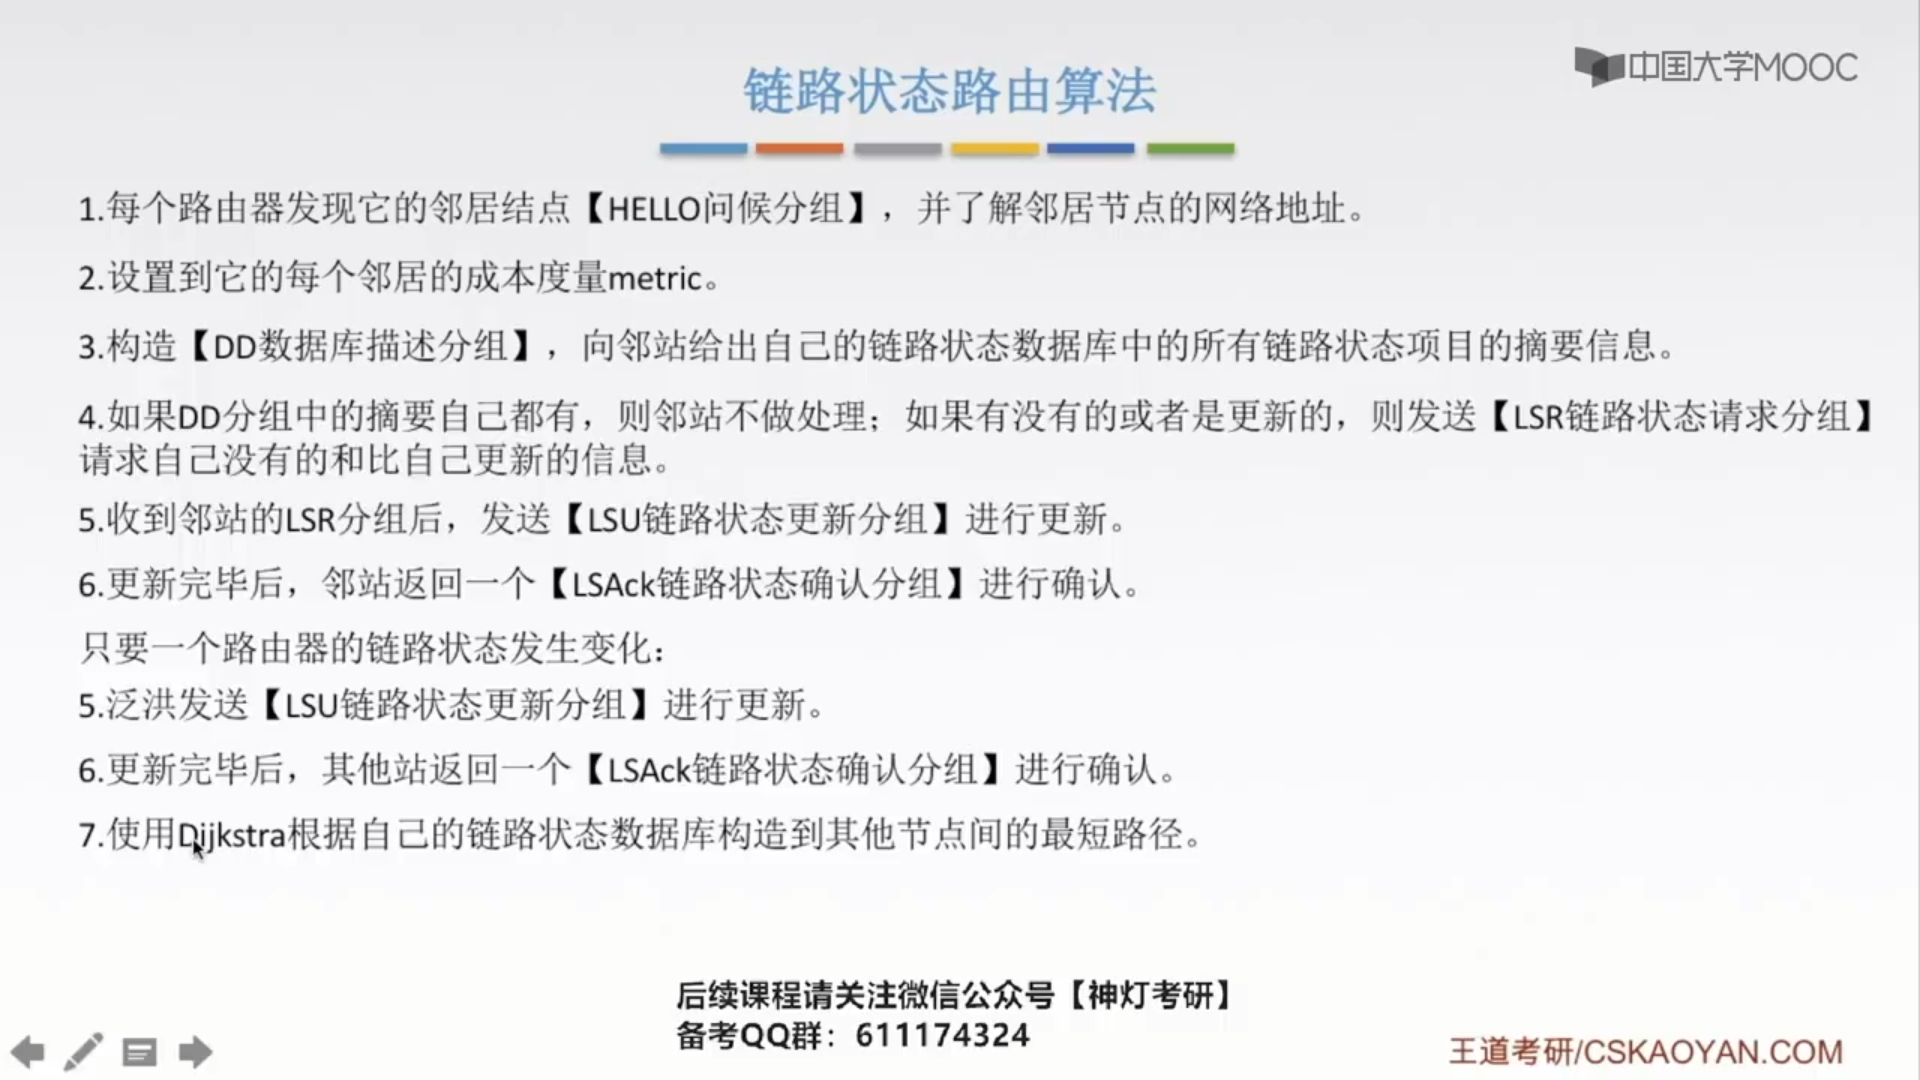 链路状态路由算法
中国大学MOOC
1.每个路由器发现它的邻居结点【HELLO问候分组】，并了解邻居节点的网络地址。
2.设置到它的每个邻居的成本度量metric。
3.构造【DD数据库描述分组】，向邻站给出自己的链路状态数据库中的所有链路状态项目的摘要信息。
4.如果DD分组中的摘要自己都有，则邻站不做处理；如果有没有的或者是更新的，则发送【LSR链路状态请求分组】
请求自己没有的和比自己更新的信息。
5.收到邻站的LSR分组后，发送【LSU链路状态更新分组】进行更新。
6.更新完毕后，邻站返回一个【LSAck链路状态确认分组】进行确认。
只要一个路由器的链路状态发生变化：
5.泛洪发送【LSU链路状态更新分组】进行更新。
6.更新完毕后，其他站返回一个【LSAck链路状态确认分组】进行确认。
7.使用Dijkstra根据自己的链路状态数据库构造到其他节点间的最短路径。
后续课程请关注微信公众号【神灯考研】
备考QQ群：611174324
王道考研/CSKAOYAN.COM